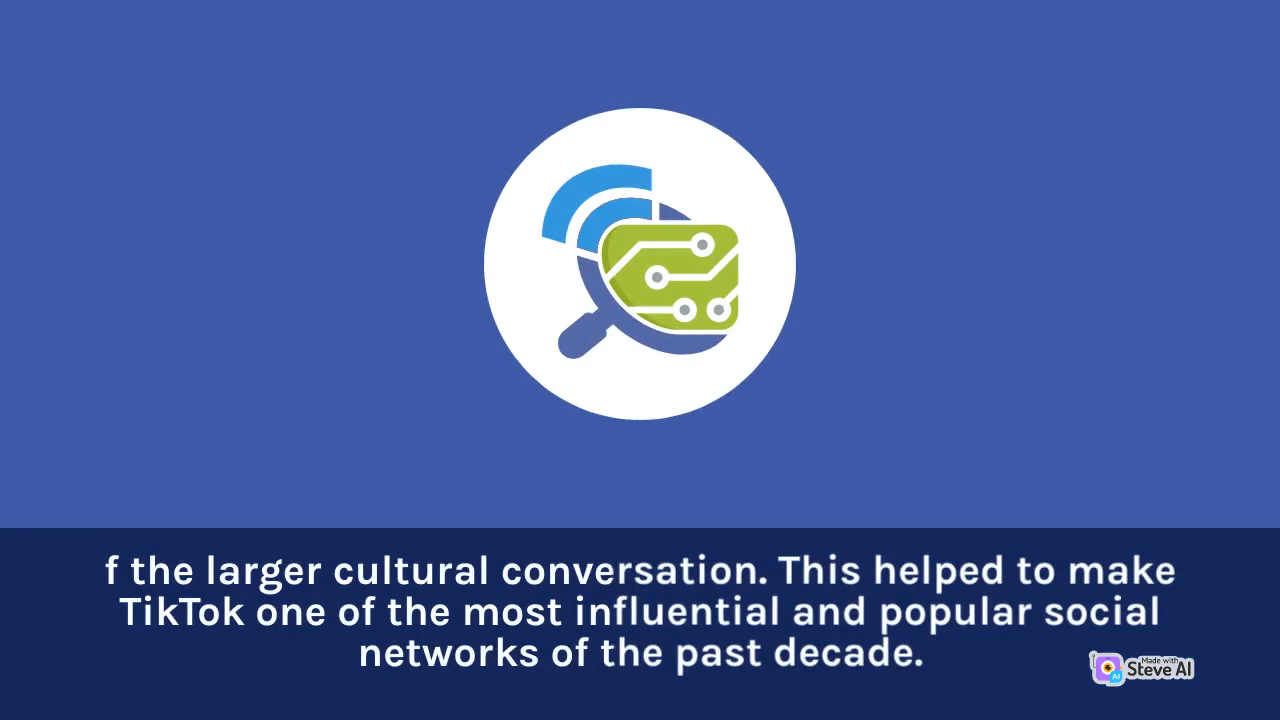 f the larger cultural conversation. This helped to make
TikTok one of the most influential and popular social
networks of the past decade.
Made with
Steve AI
AI